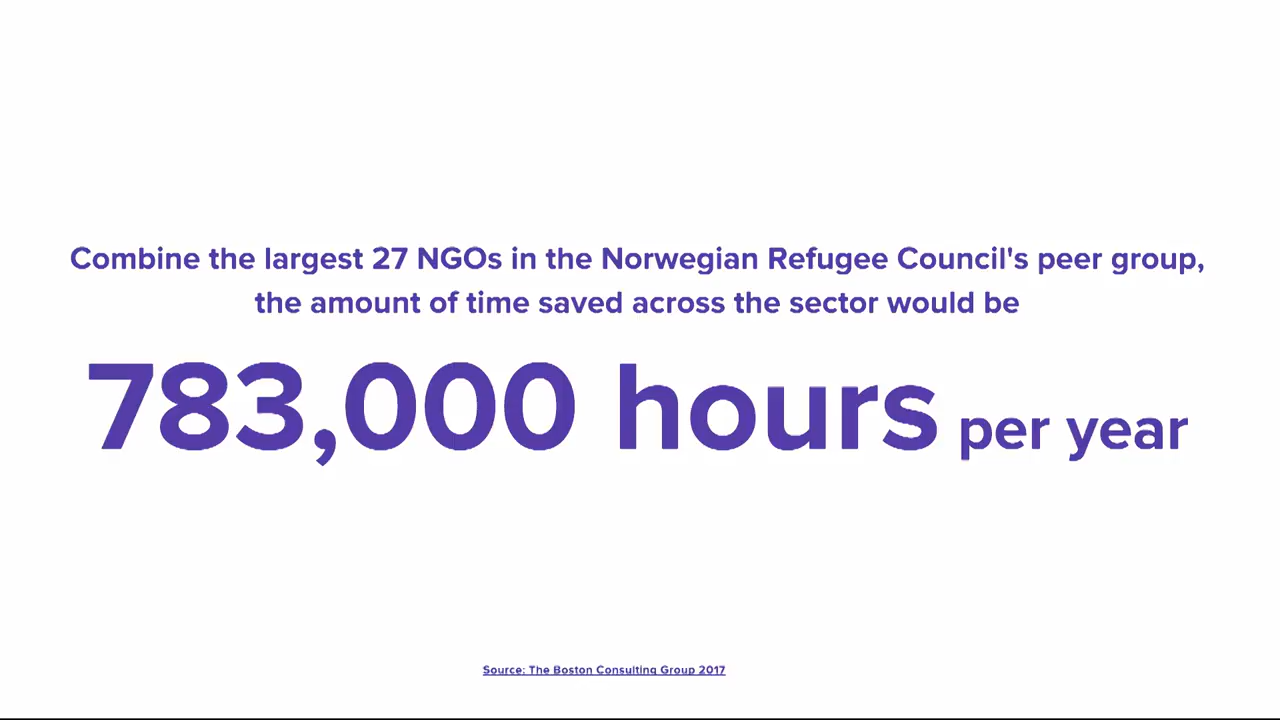 Combine the largest 27 NGOs in the Norwegian Refugee Council's peer group,
the amount of time saved across the sector would be
783,000 hours per year
Source: The Boston Consulting Group 2017